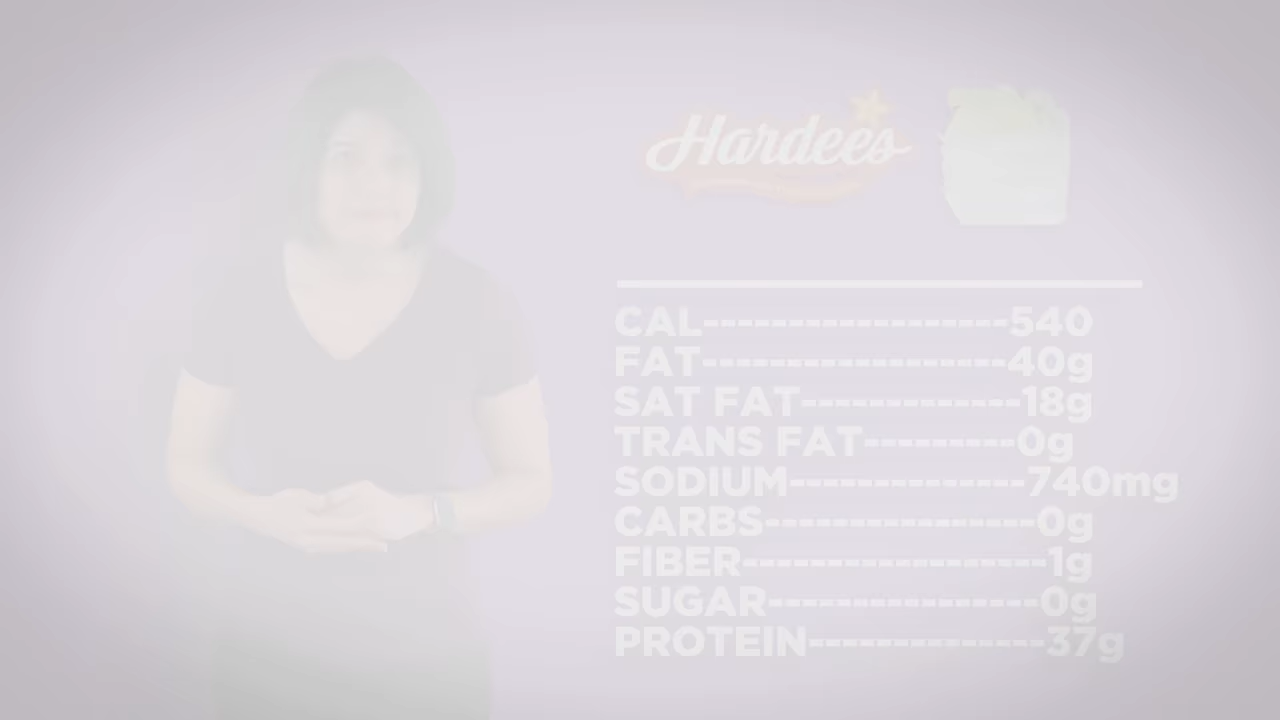 Hardees
CAL------------------540
FAT------------------40g
SAT FAT-------------18g
TRANS FAT---------0g
SODIUM--------------740mg
CARBS----------------0g
FIBER------------------1g
SUGAR----------------0g
PROTEIN--------------37g